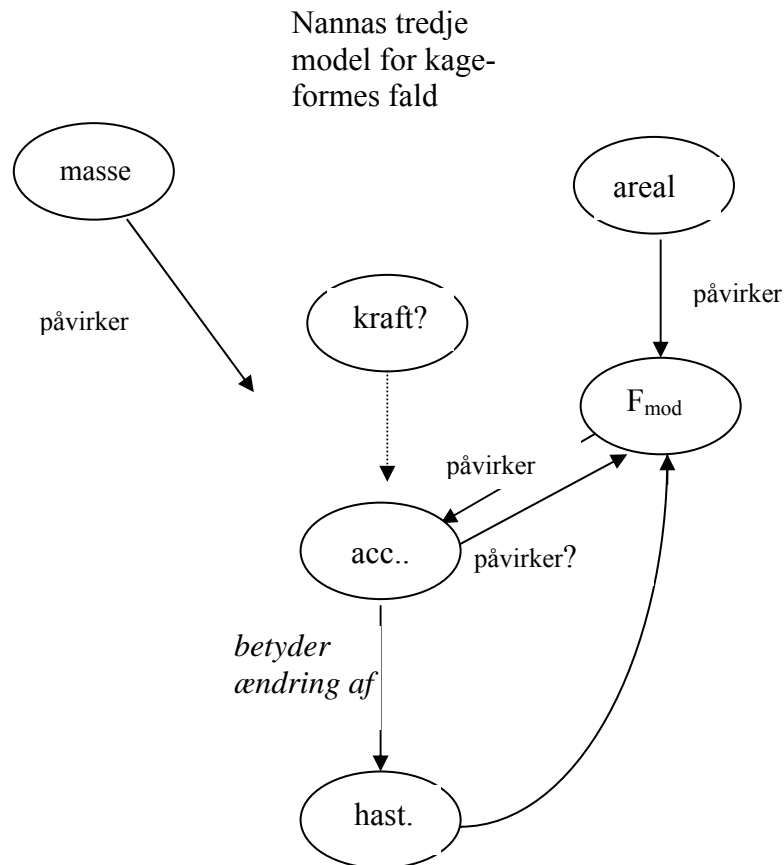 Nannas tredje
model for kage-
formes fald
masse
areal
påvirker
påvirker
kraft?
F_mod
påvirker
acc..
påvirker?
betyder
ændring af
hast.